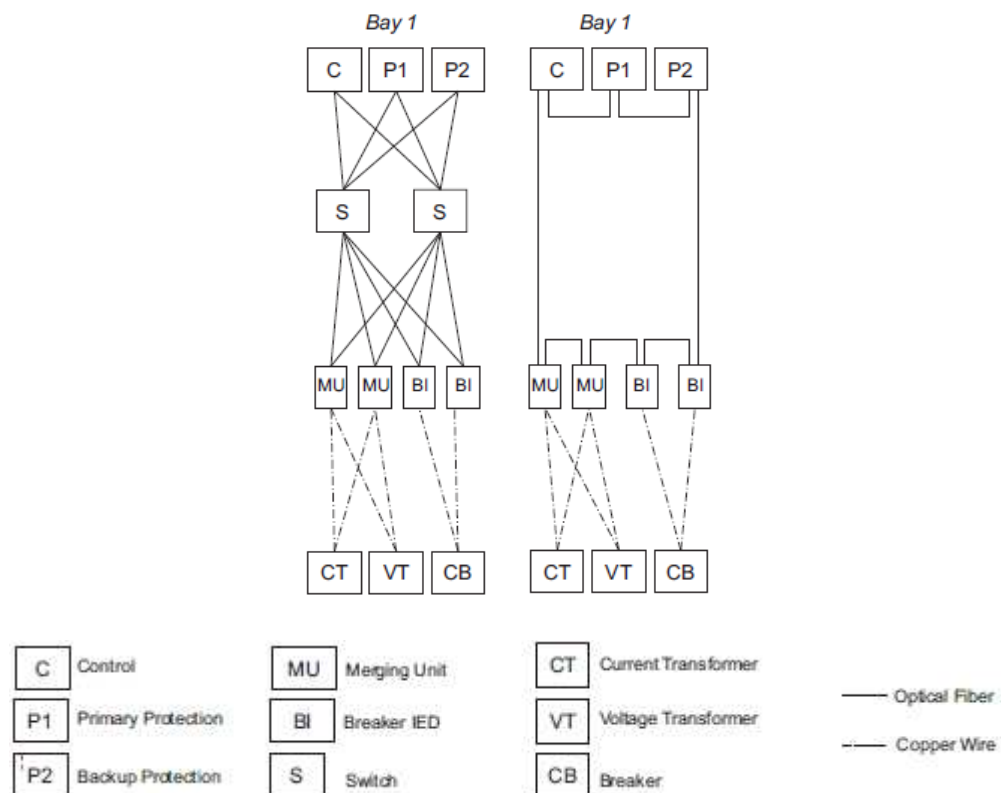 Bay 1 Bay 1
C P1 P2 C P1 P2
S S
MU MU BI BI MU MU BI BI
CT VT CB CT VT CB
C Control MU Merging Unit CT Current Transformer
P1 Primary Protection BI Breaker IED VT Voltage Transformer
P2 Backup Protection S Switch CB Breaker
Optical Fiber
Copper Wire